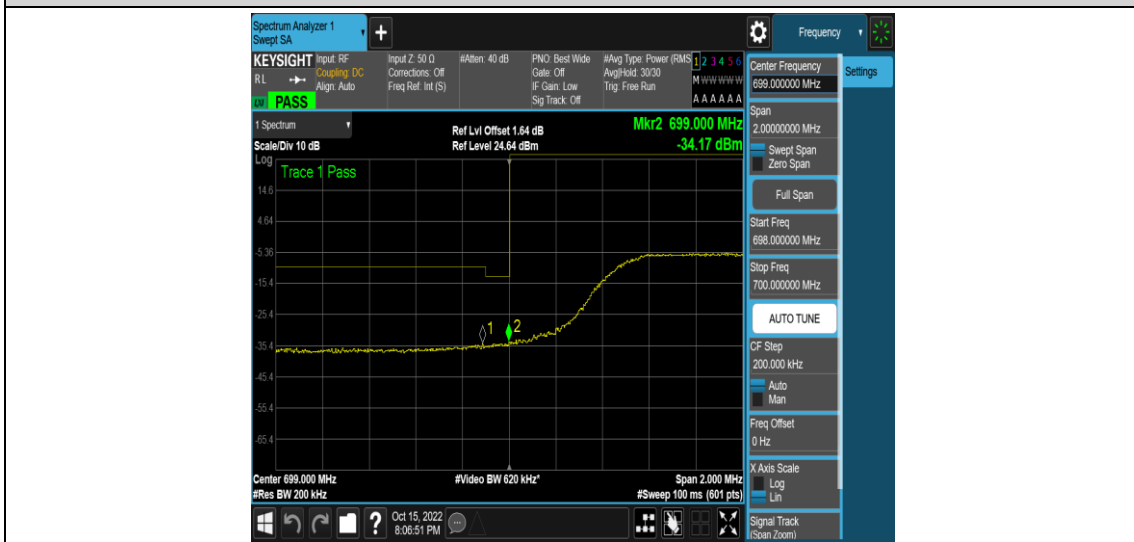 Spectrum Analyzer 1
Swept SA
+
Frequency
KEYSIGHT
RL
LXI PASS
Input: RF
Coupling: DC
Align: Auto
Input Z: 50 Ω
Corrections: Off
Freq Ref: Int (S)
#Atten: 40 dB
PNO: Best Wide
Gate: Off
IF Gain: Low
Sig Track: Off
#Avg Type: Power (RMS
Avg|Hold: 30/30
Trig: Free Run
1 2 3 4 5 6
M W W W W W
A A A A A A
1 Spectrum
Scale/Div 10 dB
Ref Lvl Offset 1.64 dB
Ref Level 24.64 dBm
Mkr2 699.000 MHz
-34.17 dBm
Log
Trace 1 Pass
14.6
4.64
-5.36
-15.4
-25.4
-35.4
-45.4
-55.4
-65.4
1
2
Center 699.000 MHz
#Res BW 200 kHz
#Video BW 620 kHz*
Span 2.000 MHz
#Sweep 100 ms (601 pts)
?
Oct 15, 2022
8:06:51 PM
Center Frequency
699.000000 MHz
Settings
Span
2.00000000 MHz
Swept Span
Zero Span
Full Span
Start Freq
698.000000 MHz
Stop Freq
700.000000 MHz
AUTO TUNE
CF Step
200.000 kHz
Auto
Man
Freq Offset
0 Hz
X Axis Scale
Log
Lin
Signal Track
(Span Zoom)